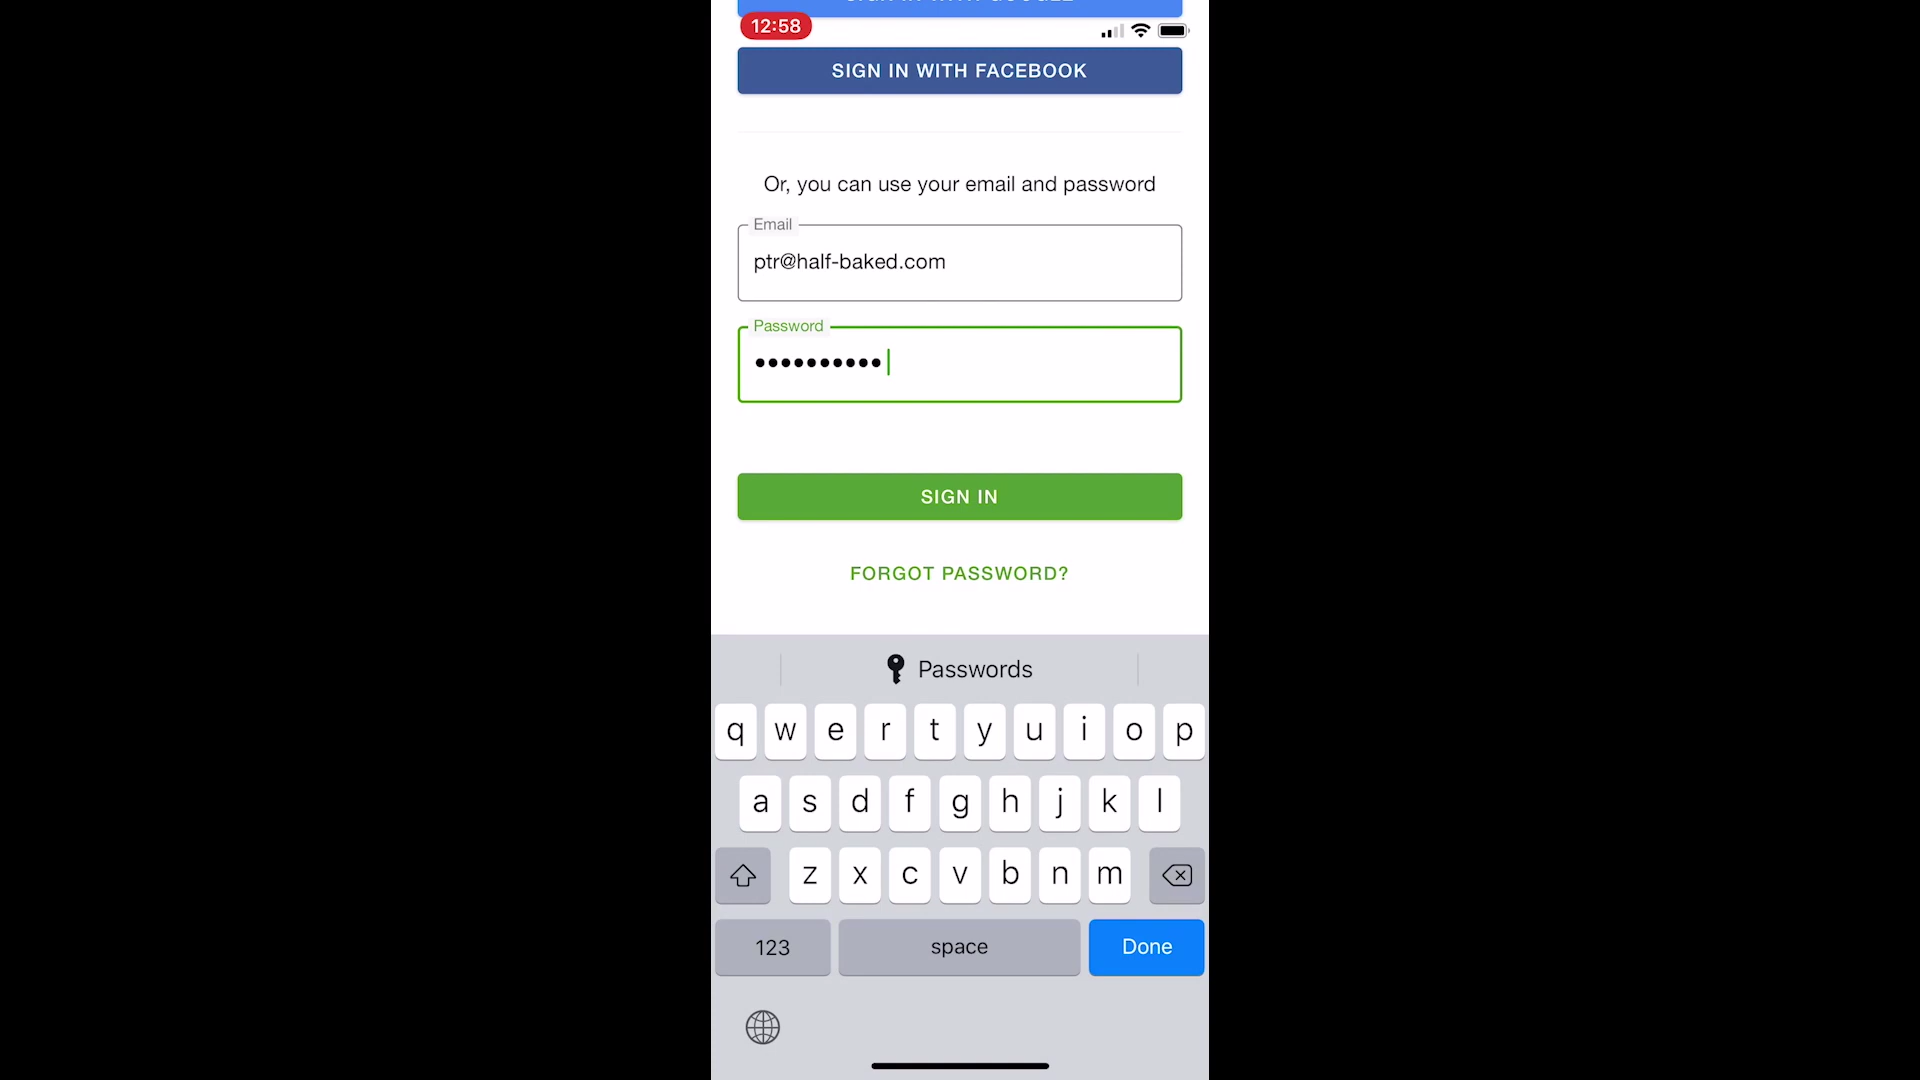 12:58
SIGN IN WITH FACEBOOK
Or, you can use your email and password
Email
ptr@half-baked.com
Password
SIGN IN
FORGOT PASSWORD?
Passwords
q w e r t y u i o p
a s d f g h j k l
z x c v b n m
123 space Done